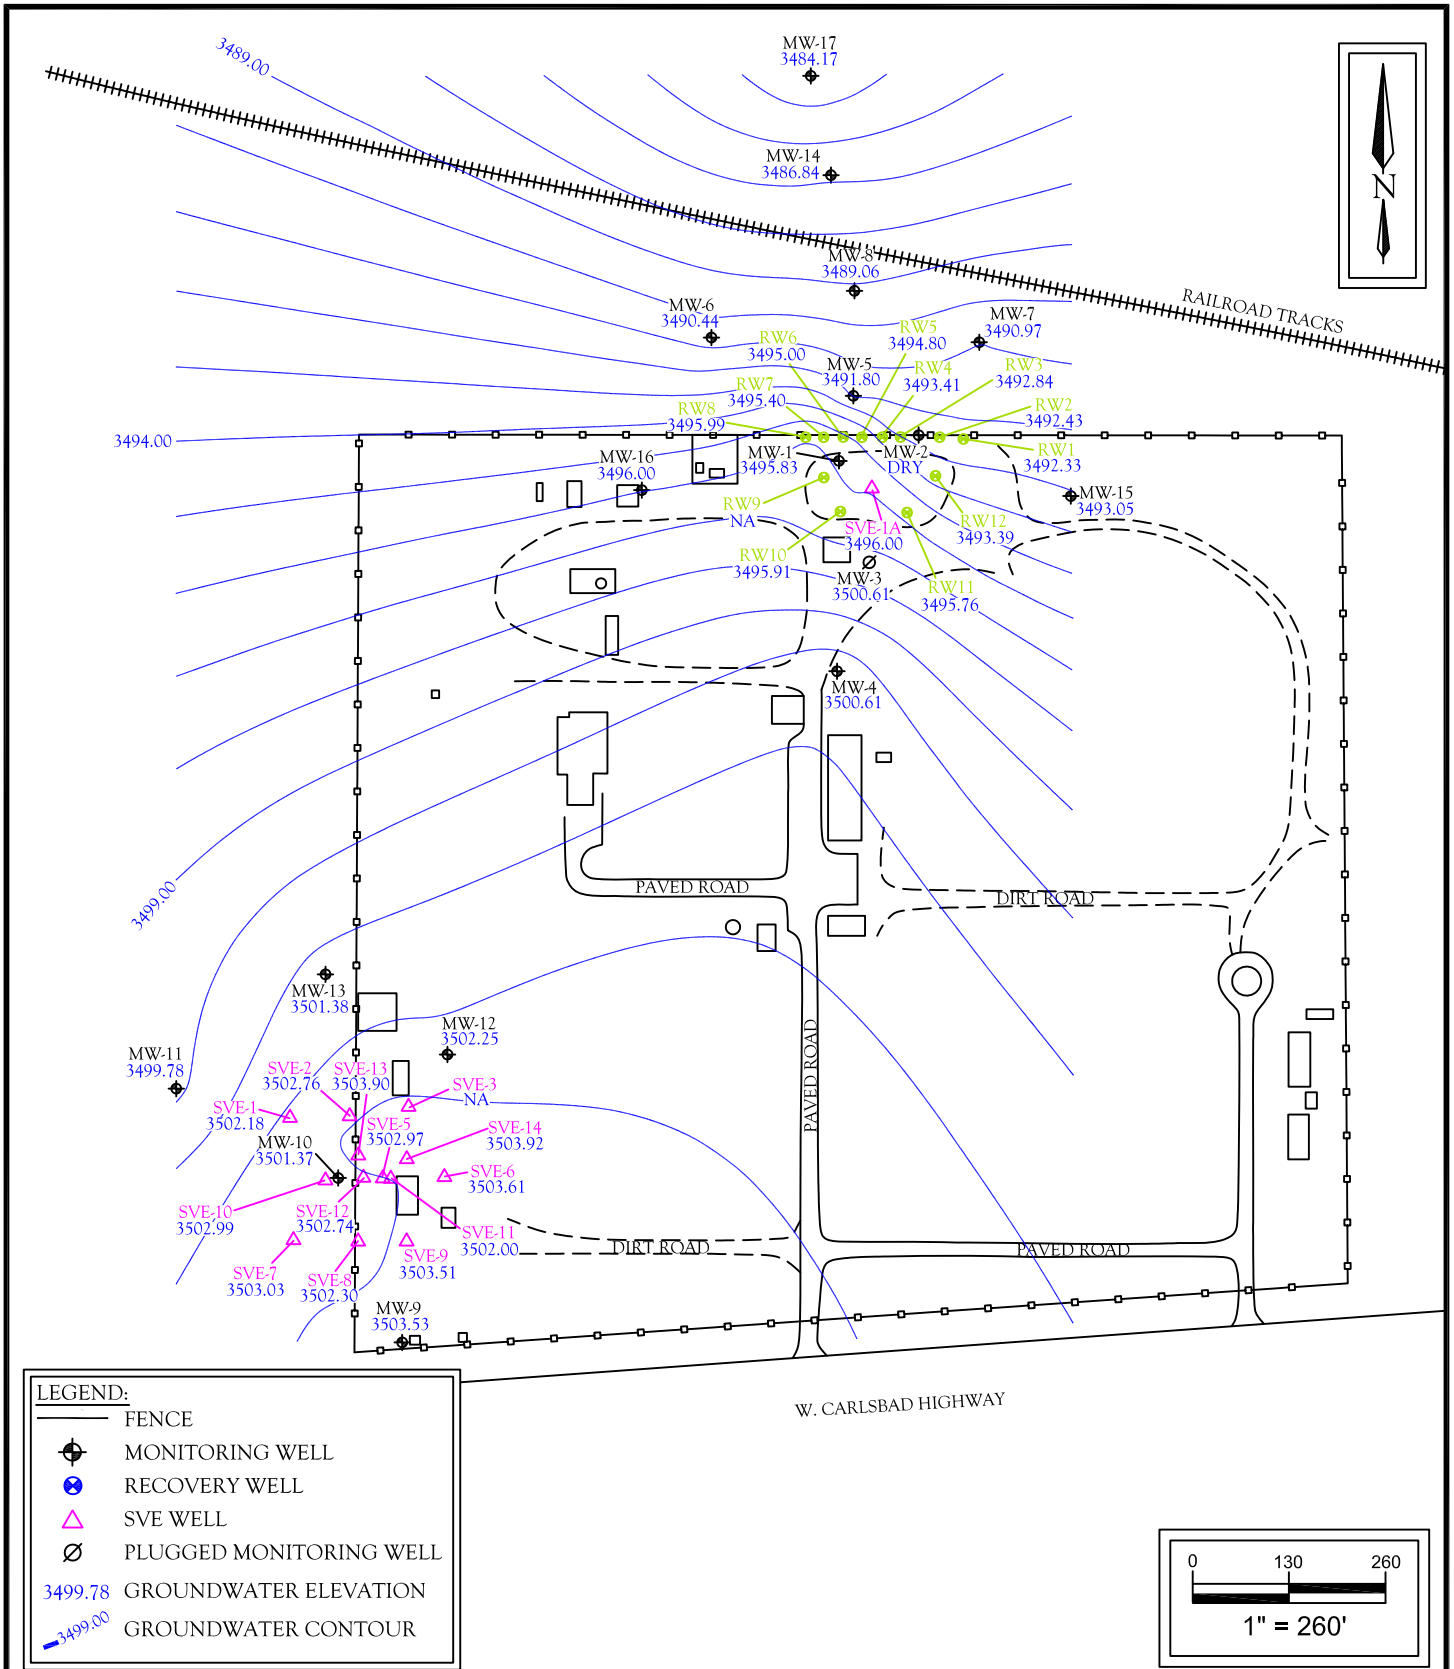 3489.00
MW-17
3484.17
MW-14
3486.84
N
MW-8
3489.06
RAILROAD TRACKS
MW-6
3490.44
MW-7
3490.97
RW5
3494.80
RW6
3495.00
MW-5
3491.80
RW4
3493.41
RW3
3492.84
RW7
3495.40
RW8
3495.99
RW2
3492.43
3494.00
RW1
3492.33
MW-16
3496.00
MW-1
3495.83
MW-2
DRY
MW-15
3493.05
RW9
NA
SVE-1A
3496.00
RW12
3493.39
RW10
3495.91
MW-3
3500.61
RW11
3495.76
MW-4
3500.61
3499.00
PAVED ROAD
DIRT ROAD
MW-13
3501.38
MW-12
3502.25
PAVED ROAD
PAVED ROAD
MW-11
3499.78
SVE-2
3502.76
SVE-13
3503.90
SVE-3
NA
SVE-1
3502.18
SVE-5
3502.97
SVE-14
3503.92
MW-10
3501.37
SVE-6
3503.61
SVE-10
3502.99
SVE-12
3502.74
SVE-11
3502.00
SVE-7
3503.03
SVE-8
3502.30
SVE-9
3503.51
DIRT ROAD
PAVED ROAD
MW-9
3503.53
W. CARLSBAD HIGHWAY
LEGEND:
FENCE
MONITORING WELL
RECOVERY WELL
SVE WELL
PLUGGED MONITORING WELL
3499.78 GROUNDWATER ELEVATION
3499.00 GROUNDWATER CONTOUR
0 130 260
1" = 260'